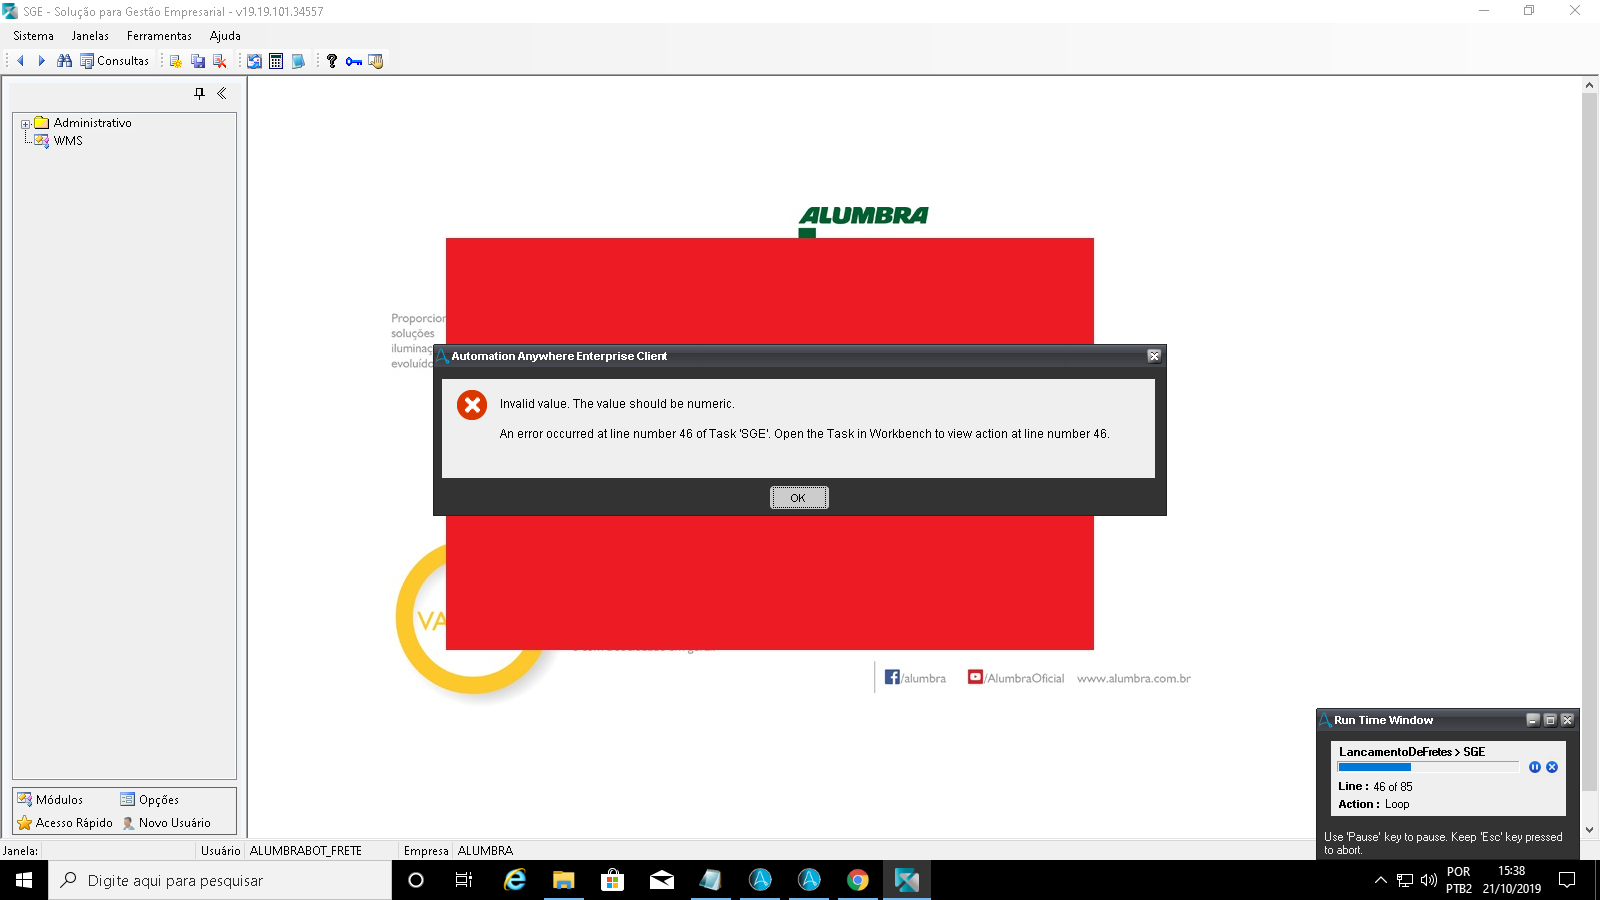 SGE - Solução para Gestão Empresarial - v19.19.101.34557
Sistema Janelas Ferramentas Ajuda
Consultas
Administrativo
WMS
ALUMBRA
Proporcion
soluções
iluminaç
evoluído
Automation Anywhere Enterprise Client
Invalid value. The value should be numeric.
An error occurred at line number 46 of Task 'SGE'. Open the Task in Workbench to view action at line number 46.
OK
VA
/alumbra /AlumbraOficial www.alumbra.com.br
Run Time Window
LancamentoDeFretes > SGE
Line : 46 of 85
Action : Loop
Use 'Pause' key to pause. Keep 'Esc' key pressed
to abort.
Módulos Opções
Acesso Rápido Novo Usuário
Janela: Usuário ALUMBRABOT_FRETE Empresa ALUMBRA
Digite aqui para pesquisar
POR
PTB2
15:38
21/10/2019